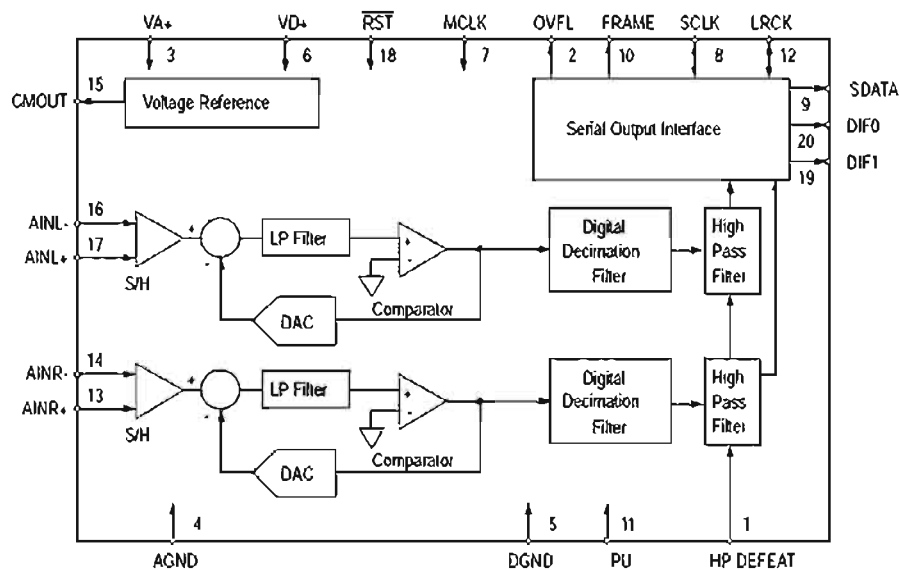 VA+ VD+ RST MCLK OVFL FRAME SCLK LRCK
3 6 18 7 2 10 8 12
15
CMOUT
Voltage Reference
Serial Output Interface
SDATA
9
DIF0
20
DIF1
19
AINL-
16
AINL+
17
S/H
+
-
LP Filter
+
-
Comparator
DAC
Digital
Decimation
Filter
High
Pass
Filter
AINR-
14
AINR+
13
S/H
+
-
LP Filter
+
-
Comparator
DAC
Digital
Decimation
Filter
High
Pass
Filter
4 5 11 1
AGND DGND PU HP DEFEAT